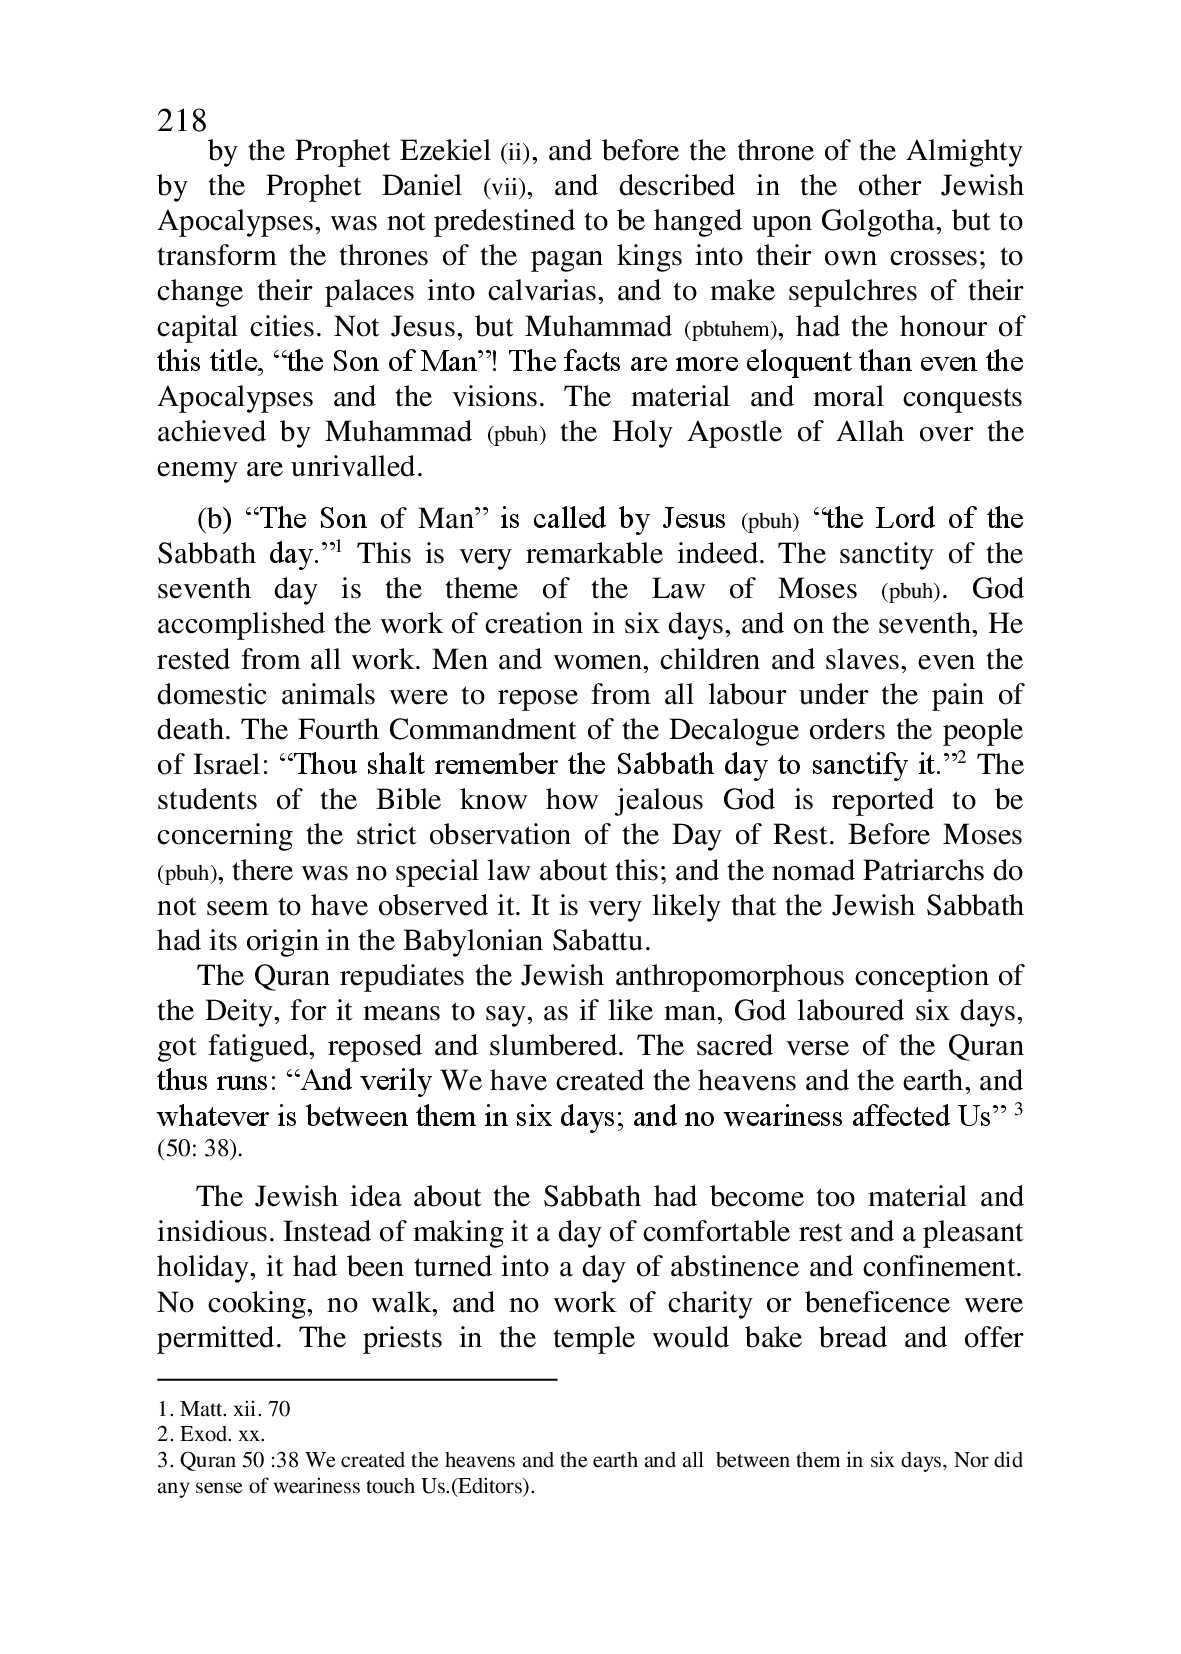 218
by the Prophet Ezekiel (ii), and before the throne of the Almighty
by the Prophet Daniel (vii), and described in the other Jewish
Apocalypses, was not predestined to be hanged upon Golgotha, but to
transform the thrones of the pagan kings into their own crosses; to
change their palaces into calvarias, and to make sepulchres of their
capital cities. Not Jesus, but Muhammad (pbtuhem), had the honour of
this title, “the Son of Man”! The facts are more eloquent than even the
Apocalypses and the visions. The material and moral conquests
achieved by Muhammad (pbuh) the Holy Apostle of Allah over the
enemy are unrivalled.
(b) “The Son of Man” is called by Jesus (pbuh) “the Lord of the
Sabbath day.”1 This is very remarkable indeed. The sanctity of the
seventh day is the theme of the Law of Moses (pbuh). God
accomplished the work of creation in six days, and on the seventh, He
rested from all work. Men and women, children and slaves, even the
domestic animals were to repose from all labour under the pain of
death. The Fourth Commandment of the Decalogue orders the people
of Israel: “Thou shalt remember the Sabbath day to sanctify it.”2 The
students of the Bible know how jealous God is reported to be
concerning the strict observation of the Day of Rest. Before Moses
(pbuh), there was no special law about this; and the nomad Patriarchs do
not seem to have observed it. It is very likely that the Jewish Sabbath
had its origin in the Babylonian Sabattu.
The Quran repudiates the Jewish anthropomorphous conception of
the Deity, for it means to say, as if like man, God laboured six days,
got fatigued, reposed and slumbered. The sacred verse of the Quran
thus runs: “And verily We have created the heavens and the earth, and
whatever is between them in six days; and no weariness affected Us” 3
(50: 38).
The Jewish idea about the Sabbath had become too material and
insidious. Instead of making it a day of comfortable rest and a pleasant
holiday, it had been turned into a day of abstinence and confinement.
No cooking, no walk, and no work of charity or beneficence were
permitted. The priests in the temple would bake bread and offer
1. Matt. xii. 70
2. Exod. xx.
3. Quran 50 :38 We created the heavens and the earth and all between them in six days, Nor did
any sense of weariness touch Us.(Editors).